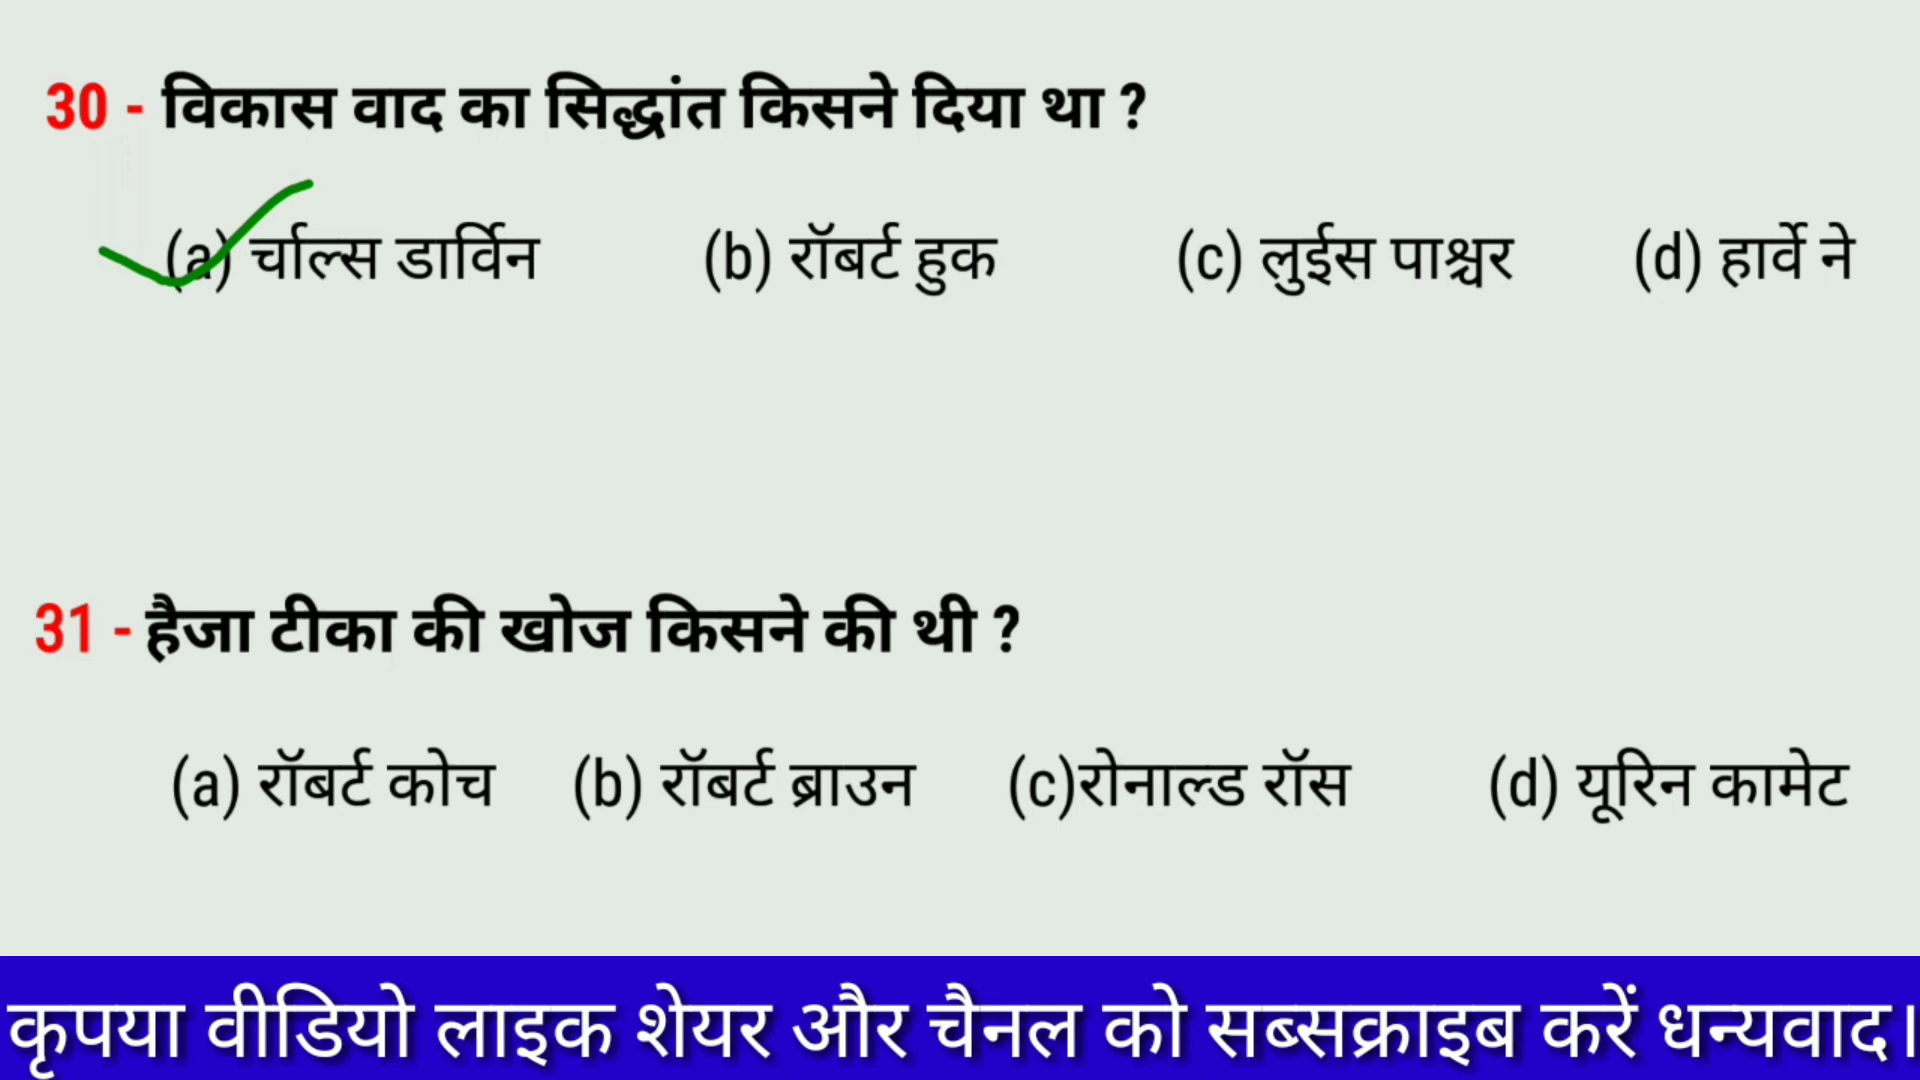 30 - विकास वाद का सिद्धांत किसने दिया था ?
(a) र्चाल्स डार्विन (b) रॉबर्ट हुक (c) लुईस पाश्चर (d) हार्वे ने
31 - हैजा टीका की खोज किसने की थी ?
(a) रॉबर्ट कोच (b) रॉबर्ट ब्राउन (c)रोनाल्ड रॉस (d) यूरिन कामेट
कृपया वीडियो लाइक शेयर और चैनल को सब्सक्राइब करें धन्यवाद।